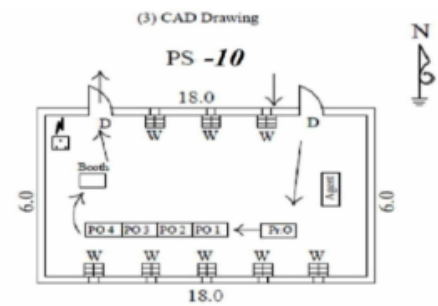 (3) CAD Drawing
N
PS -10
18.0
D W W W D
Booth
Agent
6.0 6.0
PO 4 PO 3 PO 2 PO 1 Pr.O
W W W W W
18.0